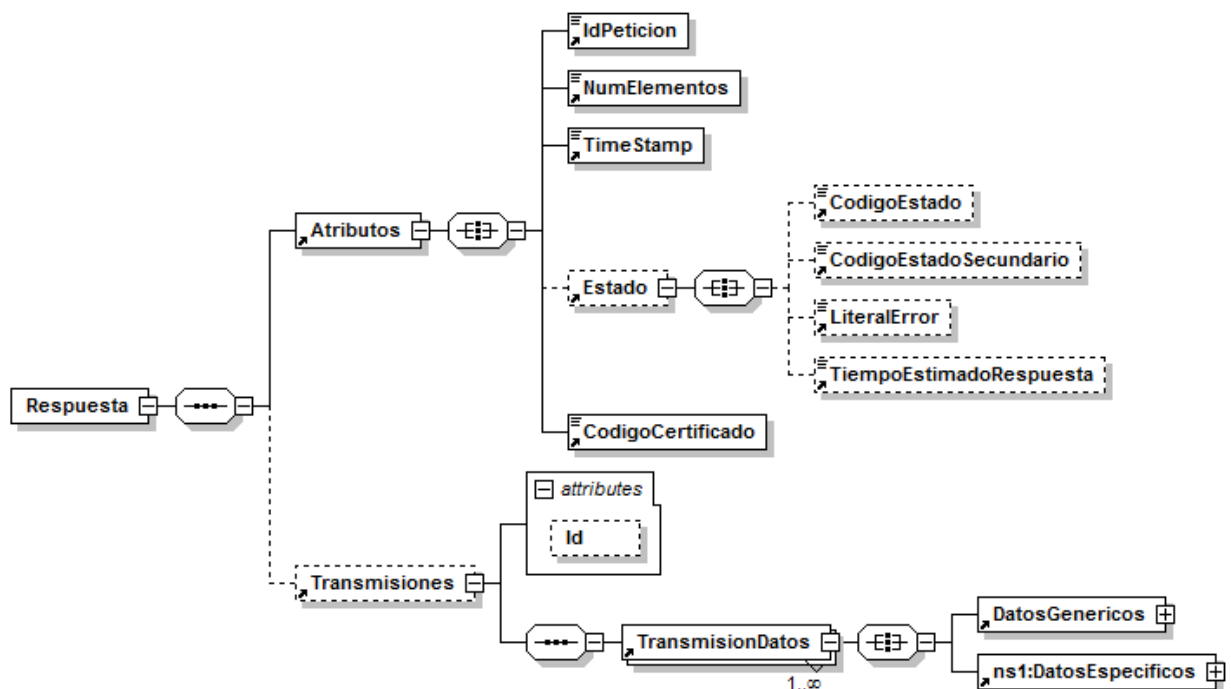 IdPeticion
NumElementos
TimeStamp
CodigoEstado
Atributos
CodigoEstadoSecundario
Estado
LiteralError
TiempoEstimadoRespuesta
Respuesta
CodigoCertificado
attributes
Id
Transmisiones
DatosGenericos
TransmisionDatos
ns1:DatosEspecificos
1..∞